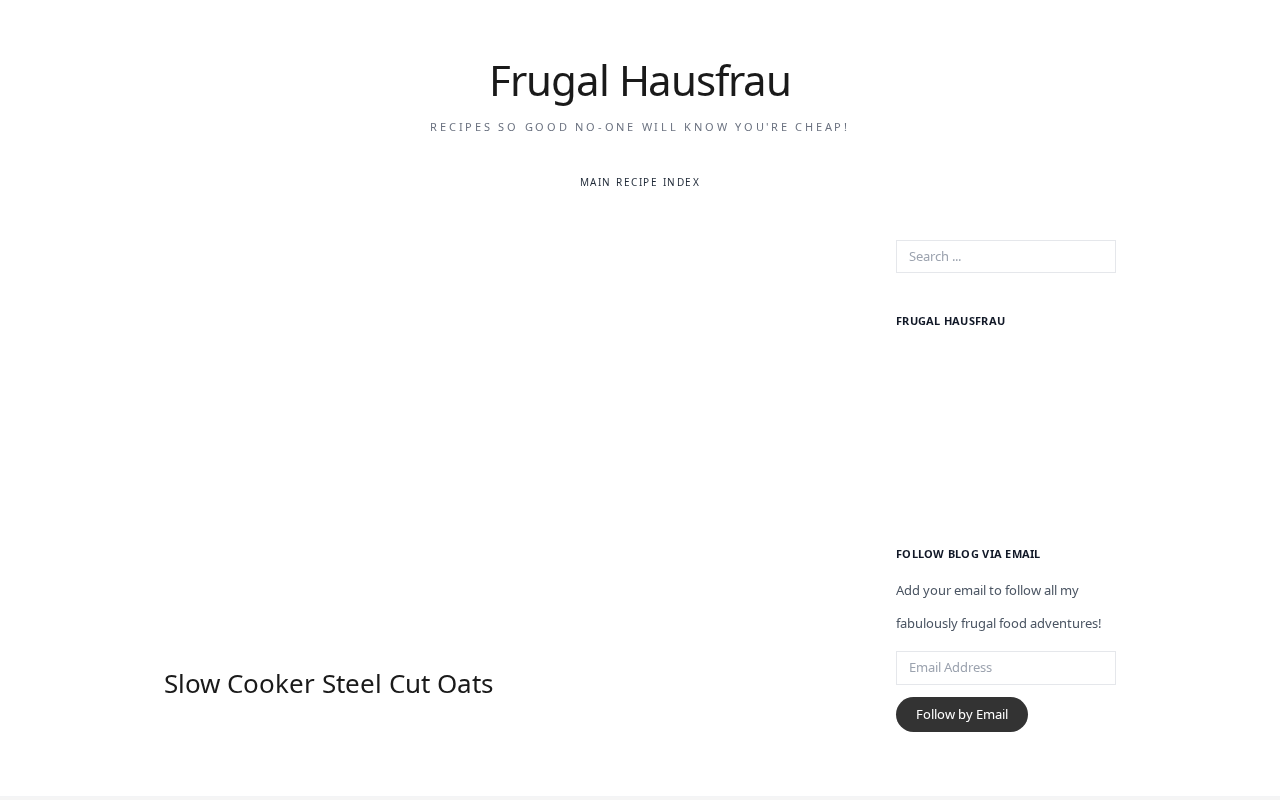 Frugal Hausfrau
RECIPES SO GOOD NO-ONE WILL KNOW YOU'RE CHEAP!
MAIN RECIPE INDEX
Search ...
FRUGAL HAUSFRAU
FOLLOW BLOG VIA EMAIL
Add your email to follow all my
fabulously frugal food adventures!
Email Address
Follow by Email
Slow Cooker Steel Cut Oats